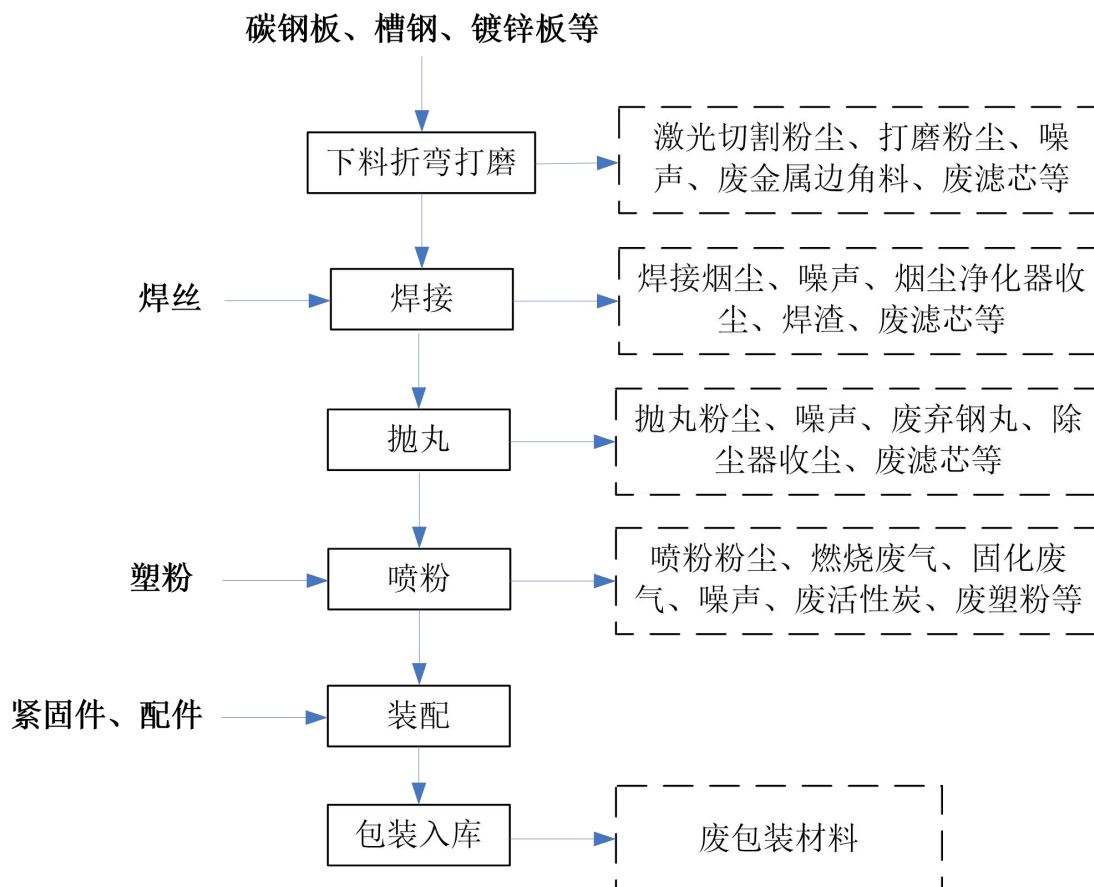 碳钢板、槽钢、镀锌板等
下料折弯打磨
激光切割粉尘、打磨粉尘、噪
声、废金属边角料、废滤芯等
焊丝
焊接
焊接烟尘、噪声、烟尘净化器收
尘、焊渣、废滤芯等
抛丸
抛丸粉尘、噪声、废弃钢丸、除
尘器收尘、废滤芯等
塑粉
喷粉
喷粉粉尘、燃烧废气、固化废
气、噪声、废活性炭、废塑粉等
紧固件、配件
装配
包装入库
废包装材料